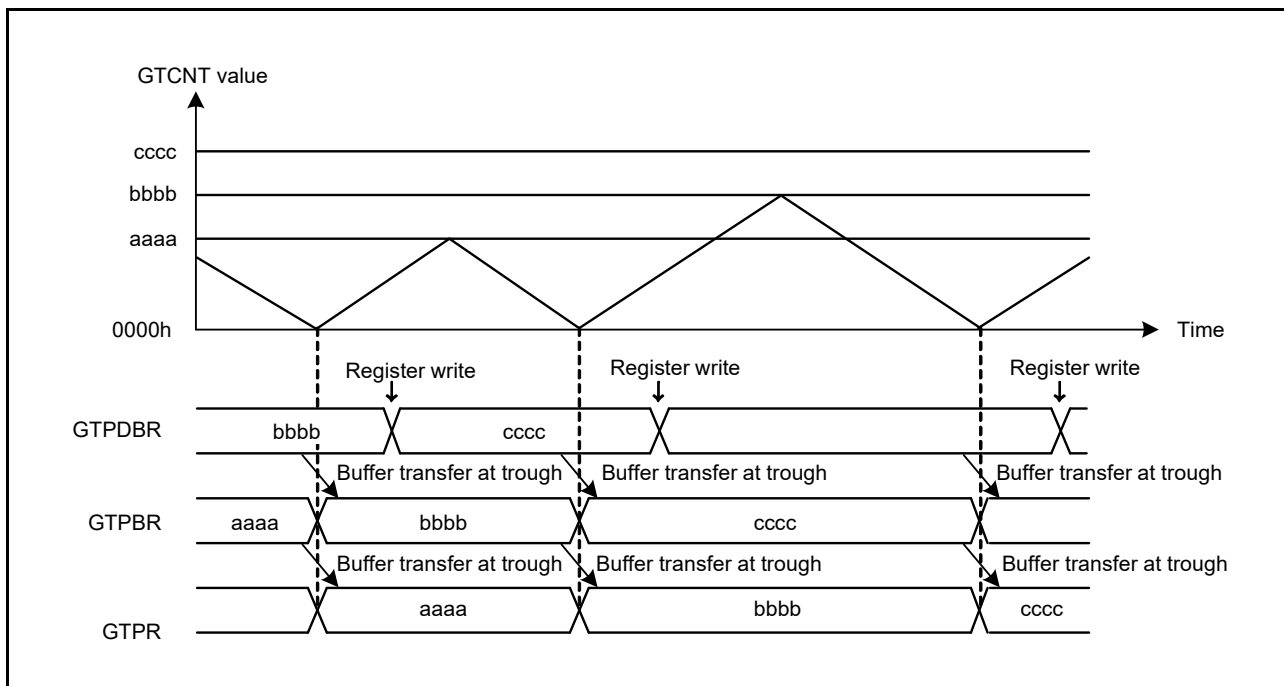 GTCNT value
cccc
bbbb
aaaa
0000h
Time
Register write
Register write
Register write
GTPDBR
bbbb
cccc
Buffer transfer at trough
Buffer transfer at trough
Buffer transfer at trough
GTPBR
aaaa
bbbb
cccc
Buffer transfer at trough
Buffer transfer at trough
Buffer transfer at trough
GTPR
aaaa
bbbb
cccc